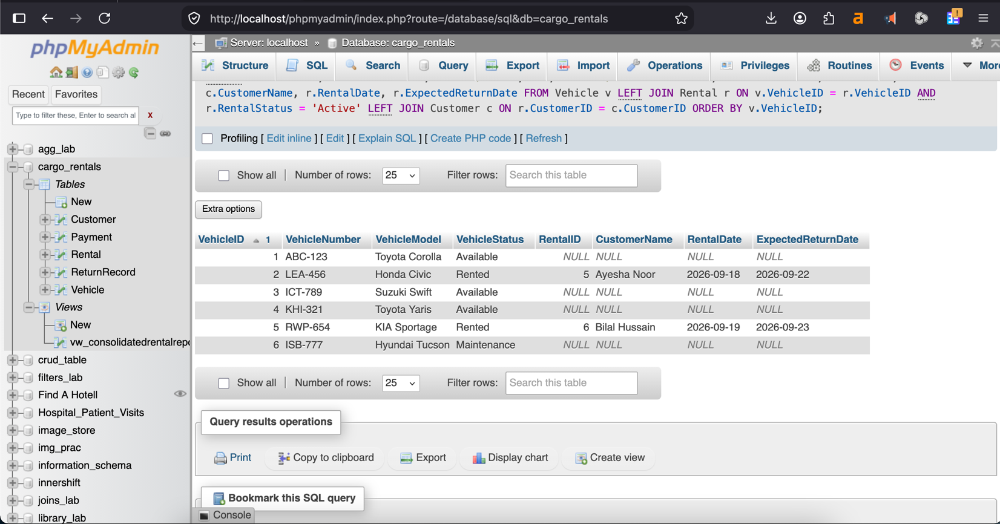 http://localhost/phpmyadmin/index.php?route=/database/sql&db=cargo_rentals
phpMyAdmin
Recent
Favorites
Type to filter these, Enter to search al
X
agg_lab
cargo_rentals
Tables
New
Customer
Payment
Rental
ReturnRecord
Vehicle
Views
New
vw_consolidatedrentalrepo
crud_table
filters_lab
Find A Hotell
Hospital_Patient_Visits
image_store
img_prac
information_schema
innershift
joins_lab
library_lab
Server: localhost » Database: cargo_rentals
Structure SQL Search Query Export Import Operations Privileges Routines Events Mor
c.CustomerName, r.RentalDate, r.ExpectedReturnDate FROM Vehicle v LEFT JOIN Rental r ON v.VehicleID = r.VehicleID AND
r.RentalStatus = 'Active' LEFT JOIN Customer c ON r.CustomerID = c.CustomerID ORDER BY v.VehicleID;
Profiling [ Edit inline ] [ Edit ] [ Explain SQL ] [ Create PHP code ] [ Refresh ]
Show all | Number of rows: 25 Filter rows: Search this table
Extra options
VehicleID 1 VehicleNumber VehicleModel VehicleStatus RentalID CustomerName RentalDate ExpectedReturnDate
1 ABC-123 Toyota Corolla Available NULL NULL NULL NULL
2 LEA-456 Honda Civic Rented 5 Ayesha Noor 2026-09-18 2026-09-22
3 ICT-789 Suzuki Swift Available NULL NULL NULL NULL
4 KHI-321 Toyota Yaris Available NULL NULL NULL NULL
5 RWP-654 KIA Sportage Rented 6 Bilal Hussain 2026-09-19 2026-09-23
6 ISB-777 Hyundai Tucson Maintenance NULL NULL NULL NULL
Show all | Number of rows: 25 Filter rows: Search this table
Query results operations
Print Copy to clipboard Export Display chart Create view
Bookmark this SQL query
Console